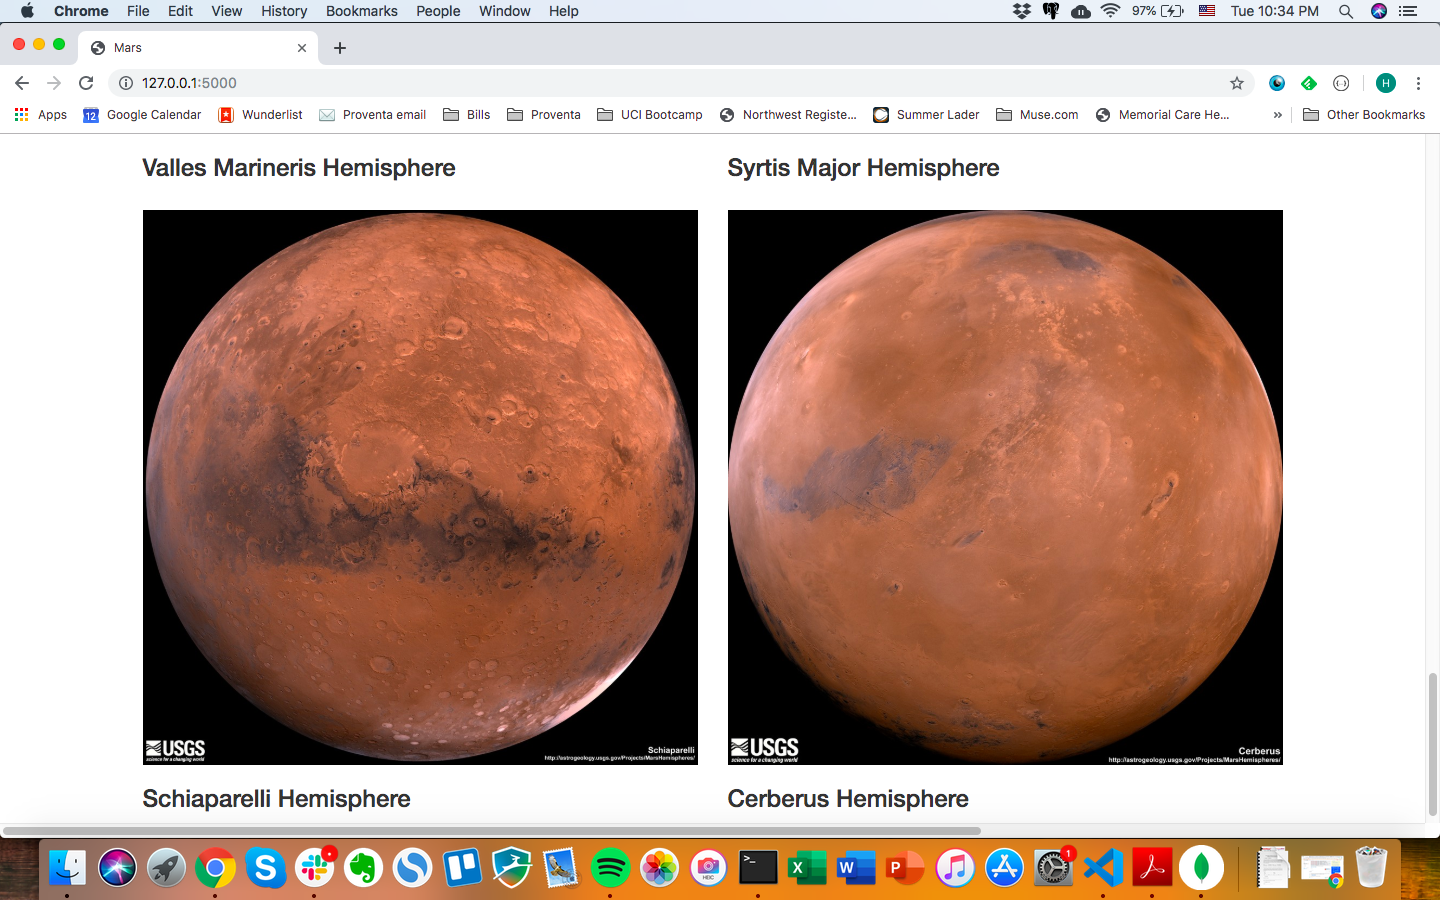 Chrome File Edit View History Bookmarks People Window Help 97% Tue 10:34 PM
Mars
127.0.0.1:5000 H
Apps 12 Google Calendar Wunderlist Proventa email Bills Proventa UCI Bootcamp Northwest Registe... Summer Lader Muse.com Memorial Care He... » Other Bookmarks
Valles Marineris Hemisphere
Syrtis Major Hemisphere
USGS
science for a changing world
Schiaparelli
http://astrogeology.usgs.gov/Projects/MarsHemispheres/
USGS
science for a changing world
Cerberus
http://astrogeology.usgs.gov/Projects/MarsHemispheres/
Schiaparelli Hemisphere
Cerberus Hemisphere
S HEIC >_ X W P 1